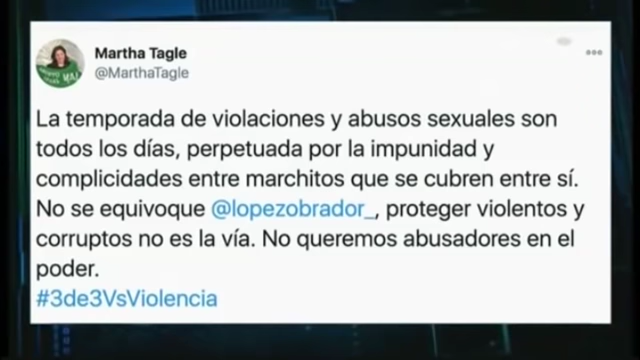 Martha Tagle
@MarthaTagle
La temporada de violaciones y abusos sexuales son
todos los días, perpetuada por la impunidad y
complicidades entre marchitos que se cubren entre sí.
No se equivoque @lopezobrador_, proteger violentos y
corruptos no es la vía. No queremos abusadores en el
poder.
#3de3VsViolencia